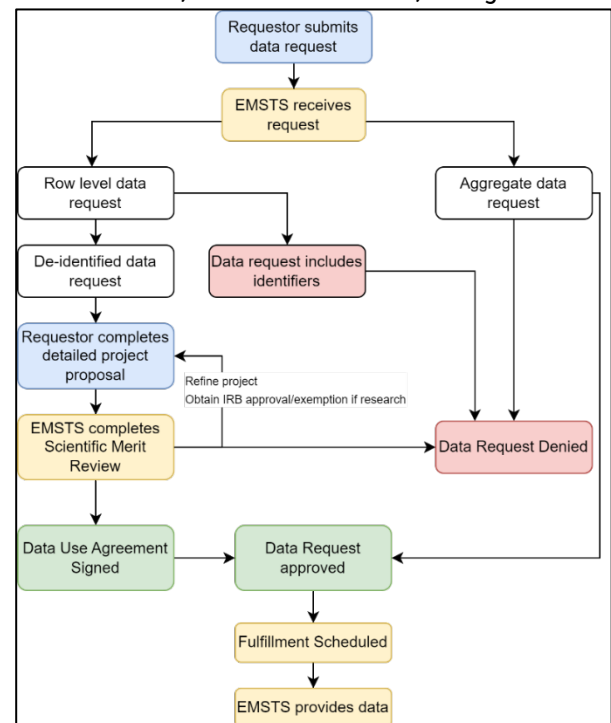 Requestor submits
data request
EMSTS receives
request
Row level data
request
Aggregate data
request
De-identified data
request
Data request includes
identifiers
Requestor completes
detailed project
proposal
Refine project
Obtain IRB approval/exemption if research
EMSTS completes
Scientific Merit
Review
Data Request Denied
Data Use Agreement
Signed
Data Request
approved
Fulfillment Scheduled
EMSTS provides data